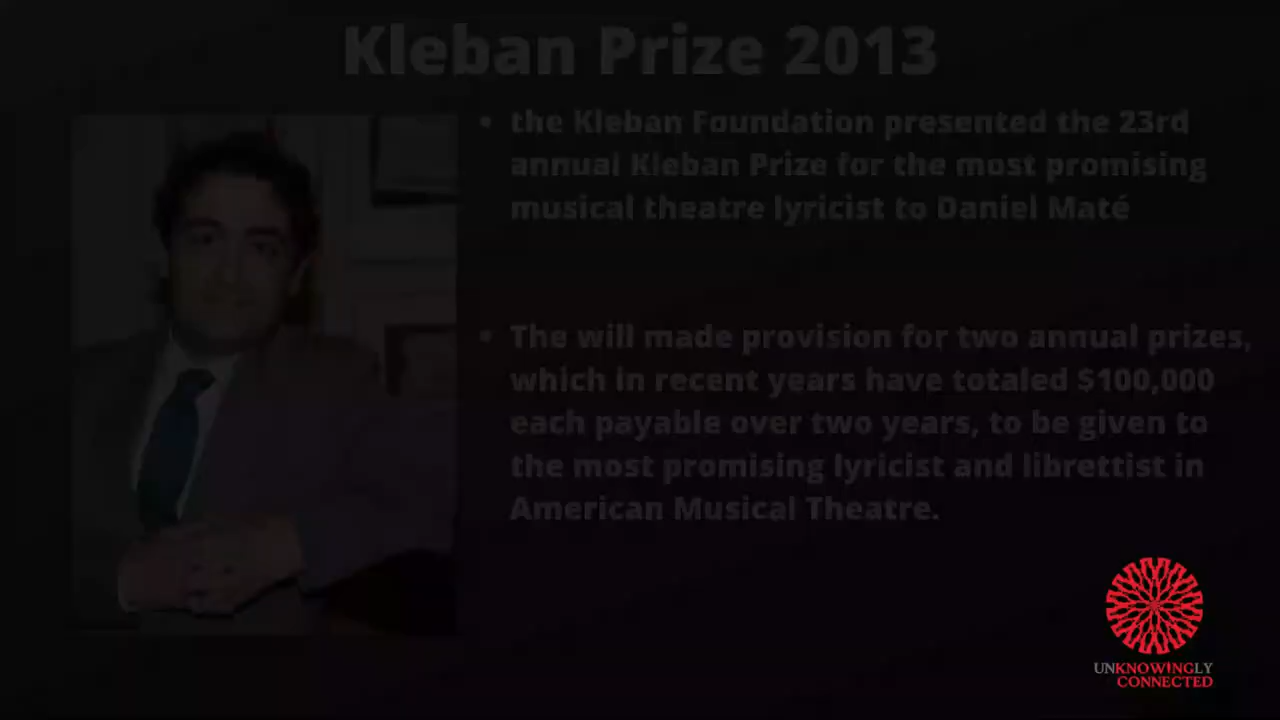 Kleban Prize 2013
• the Kleban Foundation presented the 23rd
annual Kleban Prize for the most promising
musical theatre lyricist to Daniel Maté
• The will made provision for two annual prizes,
which in recent years have totaled $100,000
each payable over two years, to be given to
the most promising lyricist and librettist in
American Musical Theatre.
UNKNOWINGLY
CONNECTED